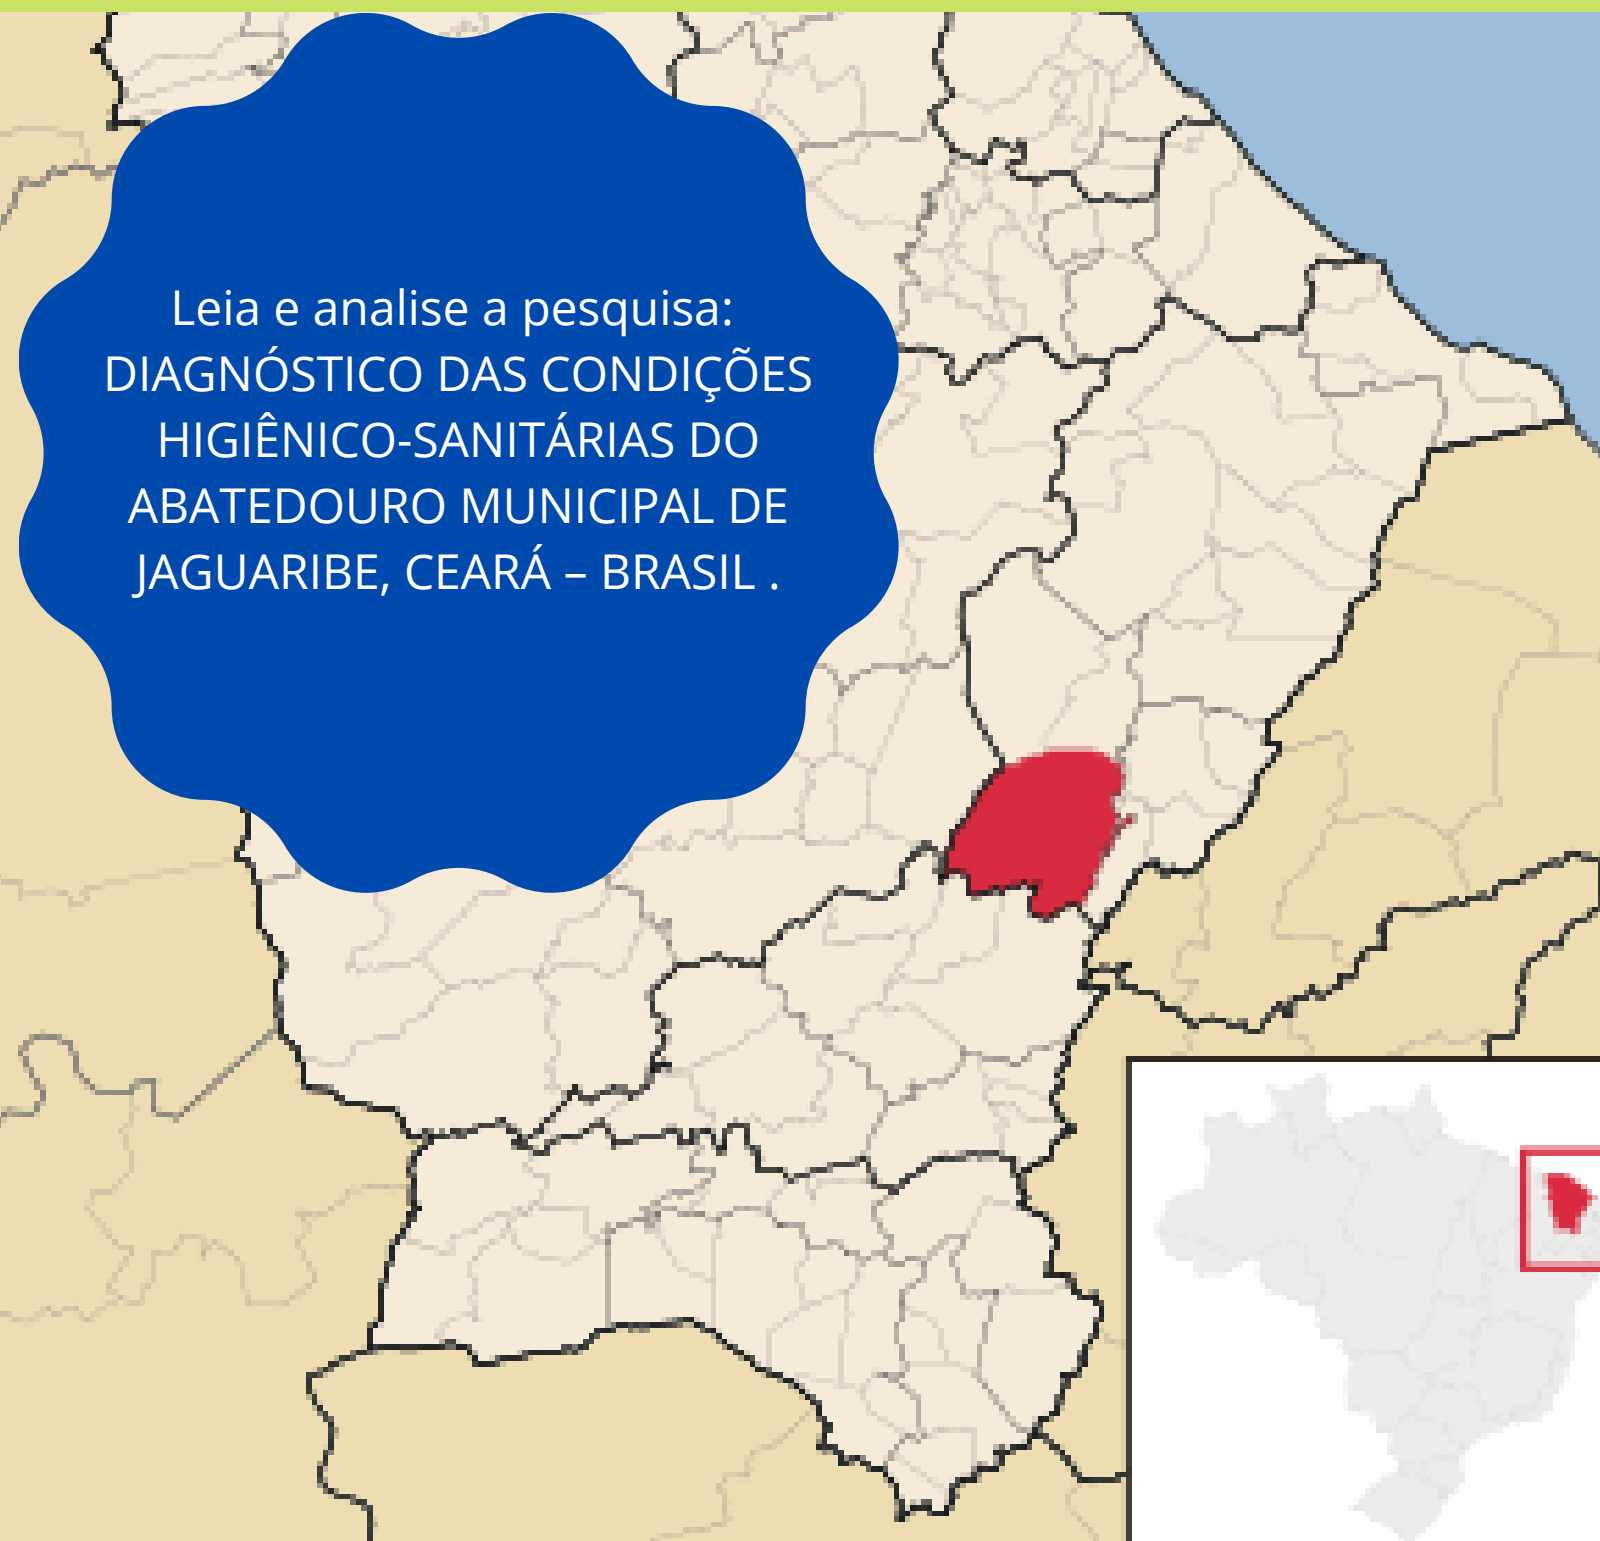 Leia e analise a pesquisa:
DIAGNÓSTICO DAS CONDIÇÕES
HIGIÊNICO-SANITÁRIAS DO
ABATEDOURO MUNICIPAL DE
JAGUARIBE, CEARÁ – BRASIL .